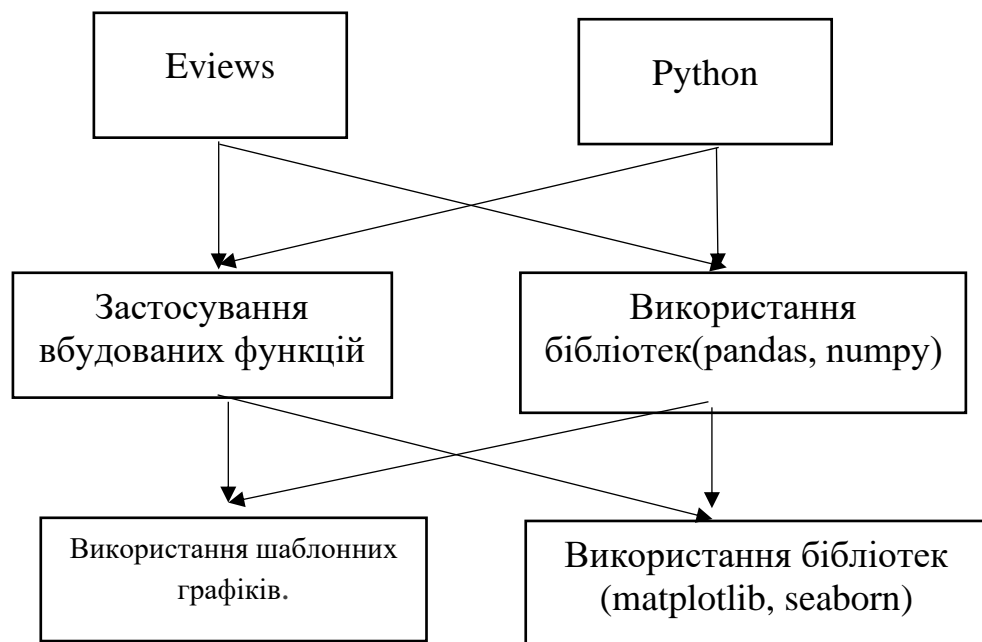 Eviews
Python
Застосування
вбудованих функцій
Використання
бібліотек(pandas, numpy)
Використання шаблонних
графіків.
Використання бібліотек
(matplotlib, seaborn)